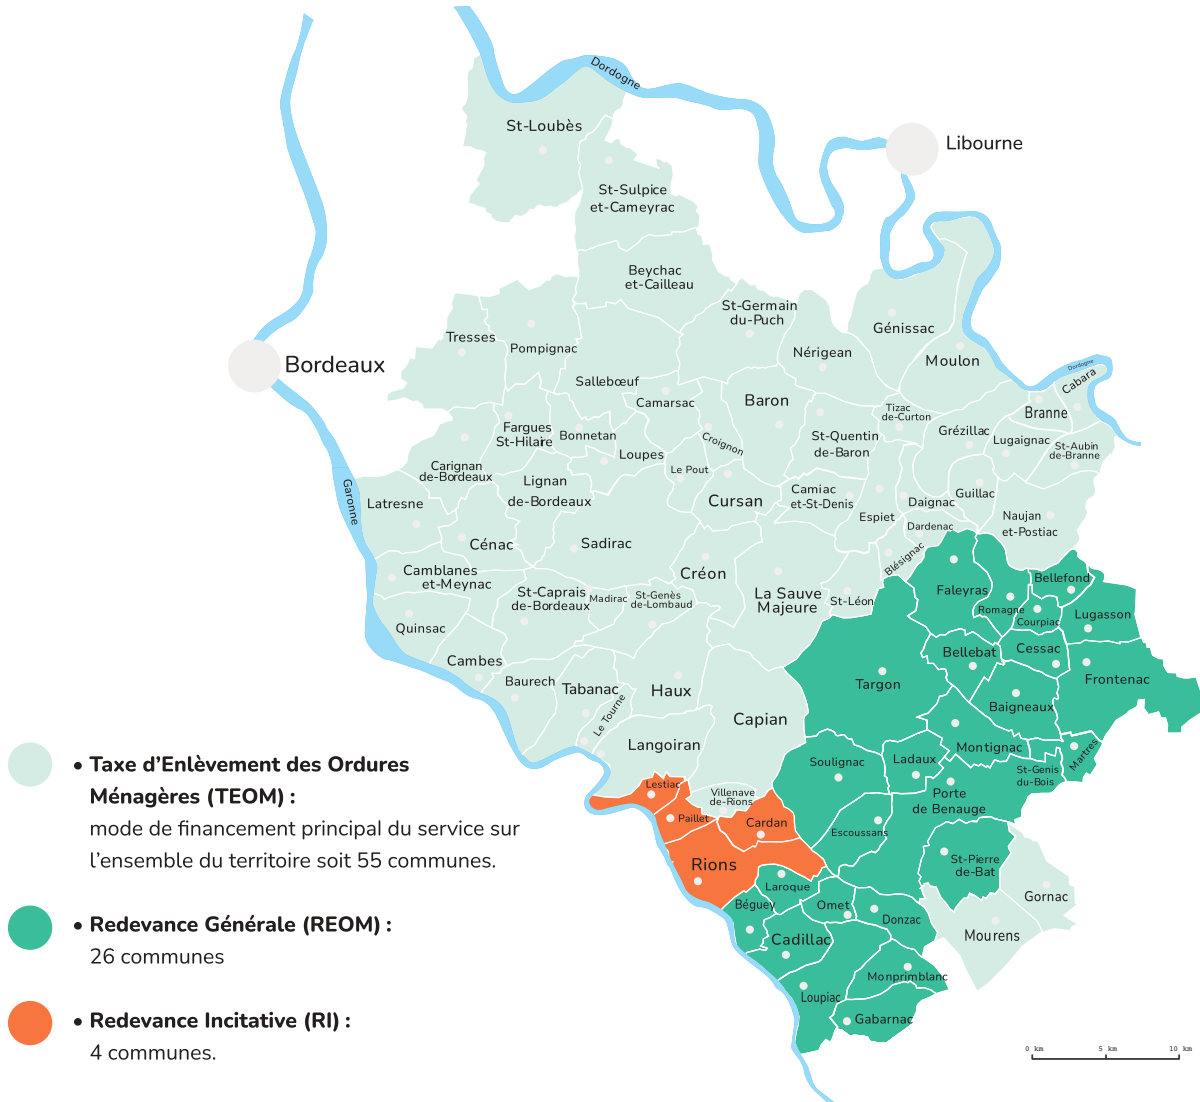 Dordogne
St-Loubès
Libourne
St-Sulpice
et-Cameyrac
Beychac
et-Cailleau
St-Germain
du-Puch
Génissac
Tresses
Pompignac
Nérigean
Moulon
Bordeaux
Dordogne
Cabara
Sallebœuf
Camarsac
Baron
Tizac
de-Curton
Branne
Fargues
St-Hilaire
Bonnetan
Croignon
St-Quentin
de-Baron
Grézillac
Lugaignac
St-Aubin
de-Branne
Loupes
Le Pout
Carignan
de-Bordeaux
Lignan
de-Bordeaux
Garonne
Latresne
Cursan
Camiac
et-St-Denis
Daignac
Guillac
Espiet
Dardenac
Naujan
et-Postiac
Cénac
Sadirac
Blésignac
Camblanes
et-Meynac
Créon
St-Caprais
de-Bordeaux
Madirac
St-Genès
de-Lombaud
La Sauve
Majeure
St-Léon
Faleyras
Bellefond
Romagne
Courpiac
Lugasson
Quinsac
Cambes
Bellebat
Cessac
Baurech
Tabanac
Le Tourne
Haux
Targon
Frontenac
Baigneaux
Capian
Langoiran
Montignac
Martres
Soulignac
Ladaux
St-Genis
du-Bois
Lestiac
Villenave
de-Rions
Porte
de Benauge
Paillet
Cardan
Escoussans
Rions
St-Pierre
de-Bat
Laroque
Gornac
Béguey
Omet
Donzac
Cadillac
Mourens
Monprimblanc
Loupiac
Gabarnac
• Taxe d’Enlèvement des Ordures
Ménagères (TEOM) :
mode de financement principal du service sur
l’ensemble du territoire soit 55 communes.
• Redevance Générale (REOM) :
26 communes
• Redevance Incitative (RI) :
4 communes.
0 km 5 km 10 km